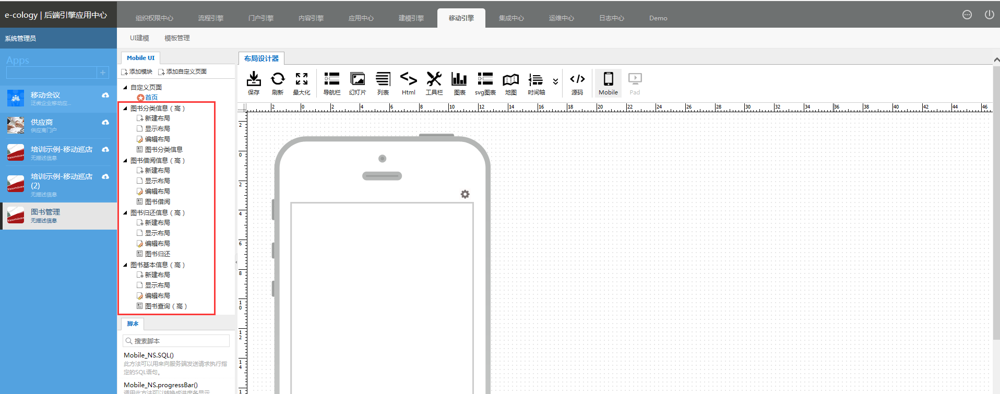 e-cology | 后端引擎应用中心
组织权限中心
流程引擎
门户引擎
内容引擎
应用中心
建模引擎
移动引擎
集成中心
运维中心
日志中心
Demo
系统管理员
UI建模
模板管理
Apps
移动会议
泛微企业移动应...
供应商
供应商门户
培训示例-移动巡店
无描述信息
培训示例-移动巡店
(2)
无描述信息
图书管理
无描述信息
Mobile UI
添加模块
添加自定义页面
自定义页面
首页
图书分类信息（高）
新建布局
显示布局
编辑布局
图书分类信息
图书借阅信息（高）
新建布局
显示布局
编辑布局
图书借阅
图书归还信息（高）
新建布局
显示布局
编辑布局
图书归还
图书基本信息（高）
新建布局
显示布局
编辑布局
图书查询（高）
脚本
搜索脚本
Mobile_NS.SQL()
此方法可以用来向服务端发送请求执行指
定的SQL语句。
Mobile_NS.progressBar()
调用此方法可以转换成进度条显示
布局设计器
保存
刷新
最大化
导航栏
幻灯片
列表
Html
工具栏
图表
svg图表
地图
时间轴
源码
Mobile
Pad
2 0 2 4 6 8 10 12 14 16 18 20 22 24 26 28 30 32 34 36 38 40 42 44 46
2
0
2
4
6
8
1
0
1
2
1
4
1